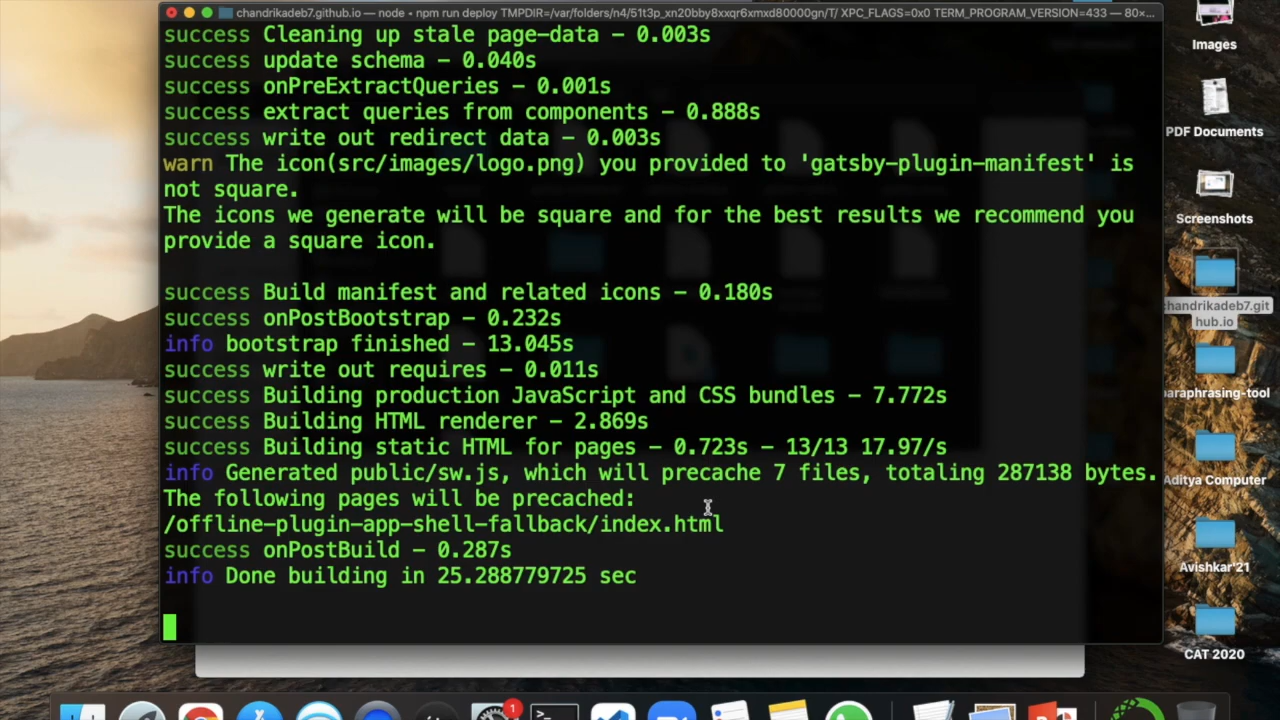 chandrikadeb7.github.io — node • npm run deploy TMPDIR=/var/folders/n4/51t3p_xn20bby8xxqr6xmxd80000gn/T/ XPC_FLAGS=0x0 TERM_PROGRAM_VERSION=433 — 80×...
success Cleaning up stale page-data – 0.003s
success update schema – 0.040s
success onPreExtractQueries – 0.001s
success extract queries from components – 0.888s
success write out redirect data – 0.003s
warn The icon(src/images/logo.png) you provided to 'gatsby-plugin-manifest' is
not square.
The icons we generate will be square and for the best results we recommend you
provide a square icon.
success Build manifest and related icons – 0.180s
success onPostBootstrap – 0.232s
info bootstrap finished – 13.045s
success write out requires – 0.011s
success Building production JavaScript and CSS bundles – 7.772s
success Building HTML renderer – 2.869s
success Building static HTML for pages – 0.723s – 13/13 17.97/s
info Generated public/sw.js, which will precache 7 files, totaling 287138 bytes.
The following pages will be precached:
/offline-plugin-app-shell-fallback/index.html
success onPostBuild – 0.287s
info Done building in 25.288779725 sec
Images
PDF Documents
Screenshots
chandrikadeb7.git
hub.io
paraphrasing-tool
Aditya Computer
Avishkar'21
CAT 2020
1
>_